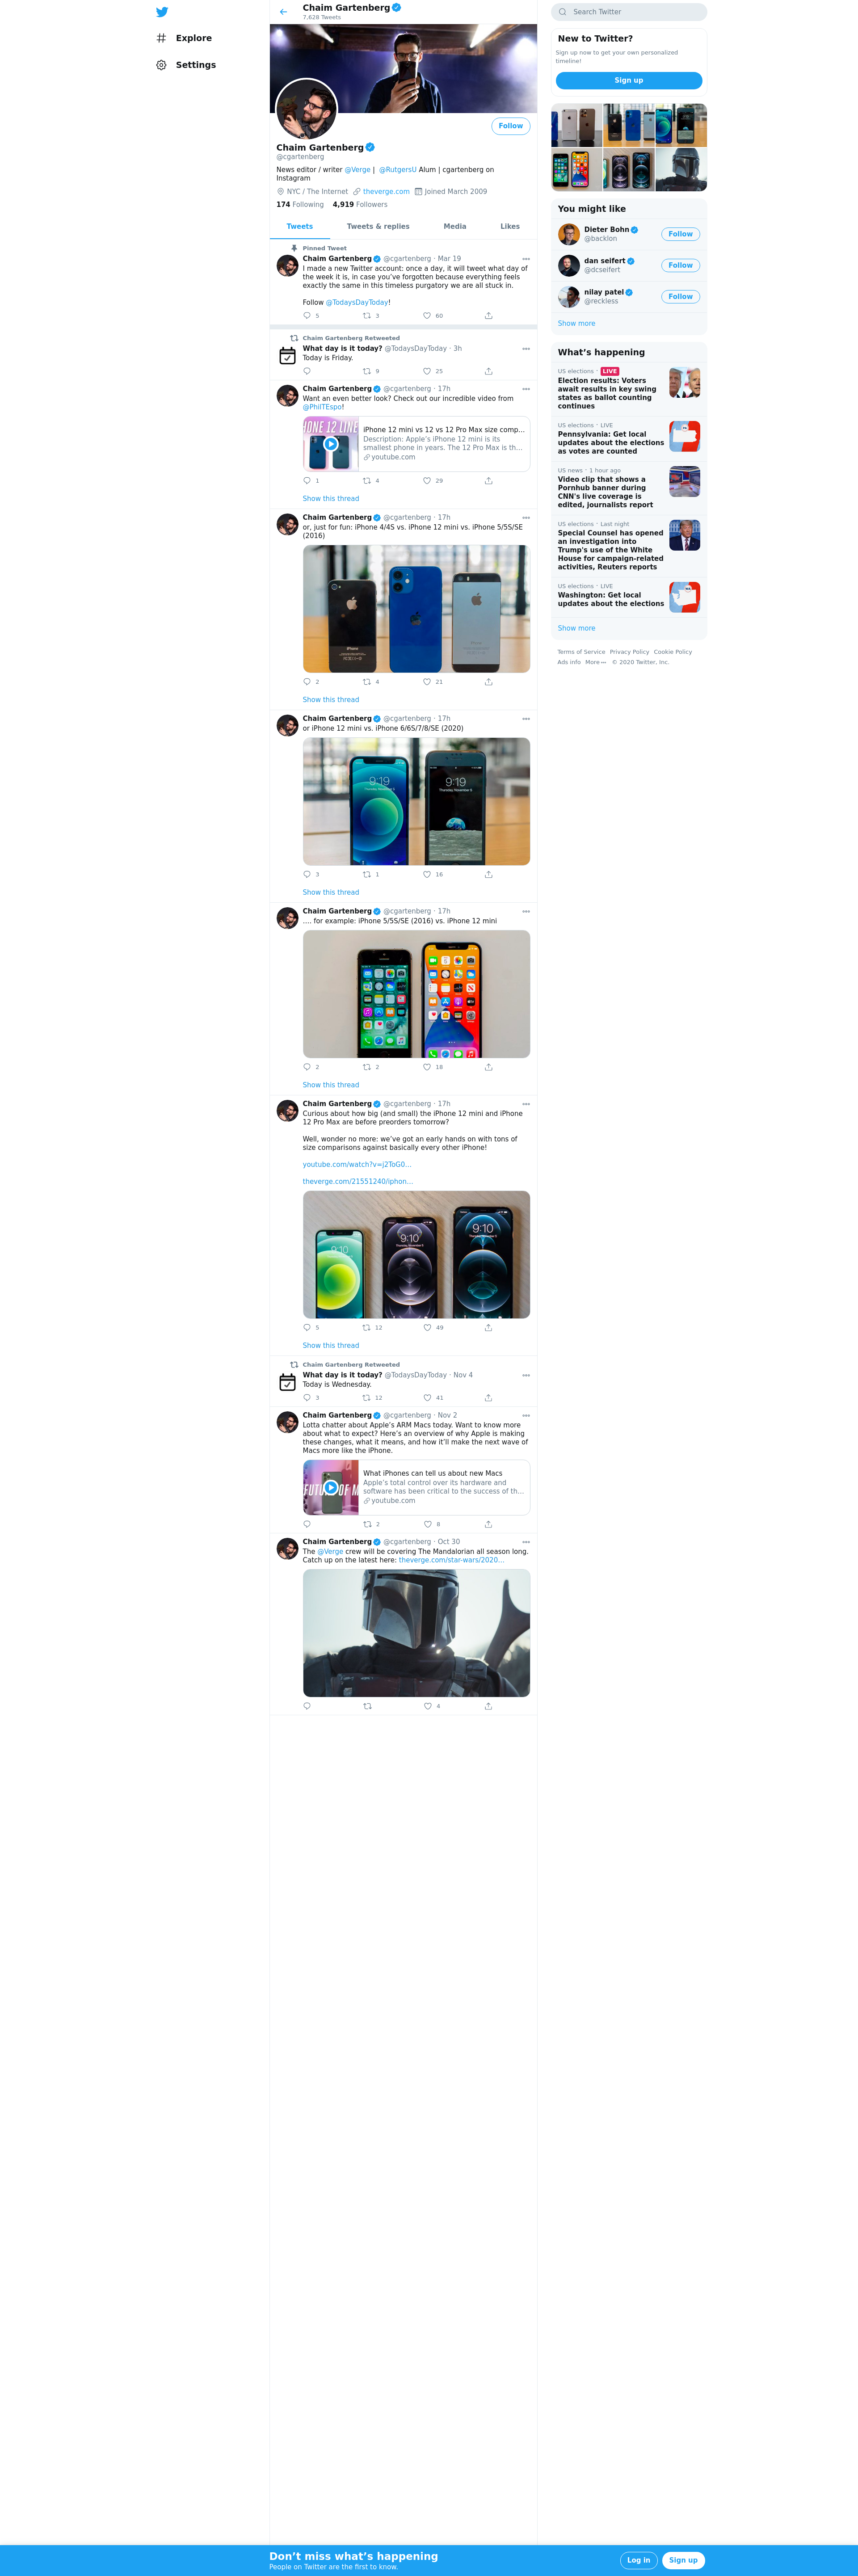 Explore
Settings
Chaim Gartenberg
7,628 Tweets
Follow
Chaim Gartenberg
@cgartenberg
News editor / writer @Verge | @RutgersU Alum | cgartenberg on
Instagram
NYC / The Internet theverge.com Joined March 2009
174 Following 4,919 Followers
Tweets Tweets & replies Media Likes
Pinned Tweet
Chaim Gartenberg @cgartenberg · Mar 19
I made a new Twitter account: once a day, it will tweet what day of
the week it is, in case you’ve forgotten because everything feels
exactly the same in this timeless purgatory we are all stuck in.
Follow @TodaysDayToday!
5 3 60
Chaim Gartenberg Retweeted
What day is it today? @TodaysDayToday · 3h
Today is Friday.
9 25
Chaim Gartenberg @cgartenberg · 17h
Want an even better look? Check out our incredible video from
@PhilTEspo!
iPhone 12 mini vs 12 vs 12 Pro Max size comp...
Description: Apple’s iPhone 12 mini is its
smallest phone in years. The 12 Pro Max is th...
youtube.com
1 4 29
Show this thread
Chaim Gartenberg @cgartenberg · 17h
or, just for fun: iPhone 4/4S vs. iPhone 12 mini vs. iPhone 5/5S/SE
(2016)
2 4 21
Show this thread
Chaim Gartenberg @cgartenberg · 17h
or iPhone 12 mini vs. iPhone 6/6S/7/8/SE (2020)
9:19 9:19
3 1 16
Show this thread
Chaim Gartenberg @cgartenberg · 17h
.... for example: iPhone 5/5S/SE (2016) vs. iPhone 12 mini
2 2 18
Show this thread
Chaim Gartenberg @cgartenberg · 17h
Curious about how big (and small) the iPhone 12 mini and iPhone
12 Pro Max are before preorders tomorrow?
Well, wonder no more: we’ve got an early hands on with tons of
size comparisons against basically every other iPhone!
youtube.com/watch?v=j2ToG0…
theverge.com/21551240/iphon…
9:10 9:10 9:10
5 12 49
Show this thread
Chaim Gartenberg Retweeted
What day is it today? @TodaysDayToday · Nov 4
Today is Wednesday.
3 12 41
Chaim Gartenberg @cgartenberg · Nov 2
Lotta chatter about Apple’s ARM Macs today. Want to know more
about what to expect? Here’s an overview of why Apple is making
these changes, what it means, and how it’ll make the next wave of
Macs more like the iPhone.
What iPhones can tell us about new Macs
Apple’s total control over its hardware and
software has been critical to the success of th...
youtube.com
2 8
Chaim Gartenberg @cgartenberg · Oct 30
The @Verge crew will be covering The Mandalorian all season long.
Catch up on the latest here: theverge.com/star-wars/2020…
4
Search Twitter
New to Twitter?
Sign up now to get your own personalized
timeline!
Sign up
You might like
Dieter Bohn
@backlon
Follow
dan seifert
@dcseifert
Follow
nilay patel
@reckless
Follow
Show more
What’s happening
US elections · LIVE
Election results: Voters
await results in key swing
states as ballot counting
continues
US elections · LIVE
Pennsylvania: Get local
updates about the elections
as votes are counted
US news · 1 hour ago
Video clip that shows a
Pornhub banner during
CNN's live coverage is
edited, journalists report
US elections · Last night
Special Counsel has opened
an investigation into
Trump's use of the White
House for campaign-related
activities, Reuters reports
US elections · LIVE
Washington: Get local
updates about the elections
Show more
Terms of Service Privacy Policy Cookie Policy
Ads info More © 2020 Twitter, Inc.
Don’t miss what’s happening
People on Twitter are the first to know.
Log in Sign up